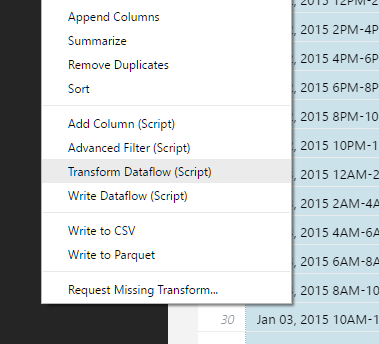 Append Columns
Summarize
Remove Duplicates
Sort
Add Column (Script)
Advanced Filter (Script)
Transform Dataflow (Script)
Write Dataflow (Script)
Write to CSV
Write to Parquet
Request Missing Transform...
2015 12PM-2
, 2015 2PM-4P
, 2015 4PM-6P
, 2015 6PM-8P
, 2015 8PM-10
, 2015 10PM-1
, 2015 12AM-2
, 2015 2AM-4A
, 2015 4AM-6A
, 2015 6AM-8A
, 2015 8AM-10
30 Jan 03, 2015 10AM-1